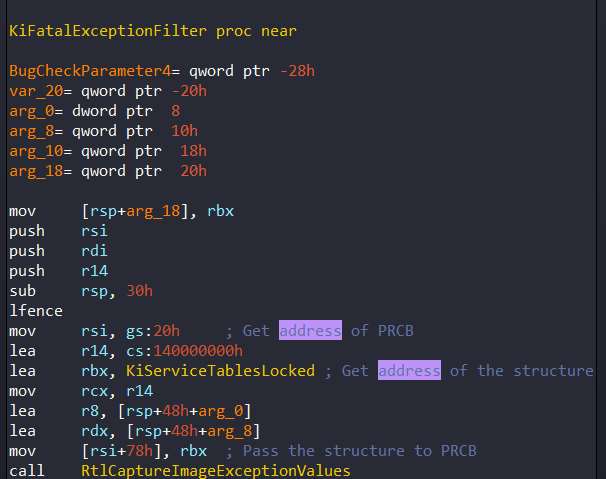 KiFatalExceptionFilter proc near
BugCheckParameter4= qword ptr -28h
var_20= qword ptr -20h
arg_0= dword ptr  8
arg_8= qword ptr  10h
arg_10= qword ptr  18h
arg_18= qword ptr  20h
mov     [rsp+arg_18], rbx
push    rsi
push    rdi
push    r14
sub     rsp, 30h
lfence
mov     rsi, gs:20h     ; Get address of PRCB
lea     r14, cs:140000000h
lea     rbx, KiServiceTablesLocked ; Get address of the structure
mov     rcx, r14
lea     r8, [rsp+48h+arg_0]
lea     rdx, [rsp+48h+arg_8]
mov     [rsi+78h], rbx  ; Pass the structure to PRCB
call    RtlCaptureImageExceptionValues